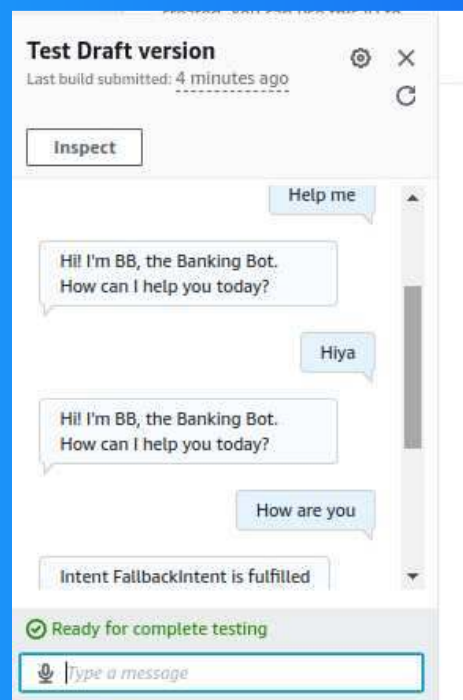 Test Draft version
Last build submitted: 4 minutes ago
Inspect
Help me
Hi! I'm BB, the Banking Bot.
How can I help you today?
Hiya
Hi! I'm BB, the Banking Bot.
How can I help you today?
How are you
Intent FallbackIntent is fulfilled
Ready for complete testing
Type a message